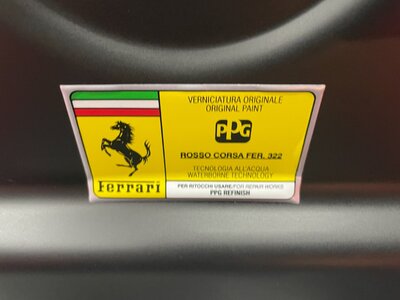 VERNICIATURA ORIGINALE
ORIGINAL PAINT
PPG
ROSSO CORSA FER. 322
TECNOLOGIA ALL'ACQUA
WATERBORNE TECHNOLOGY
PER RITOCCHI USARE/FOR REPAIR WORKS
PPG REFINISH
Ferrari